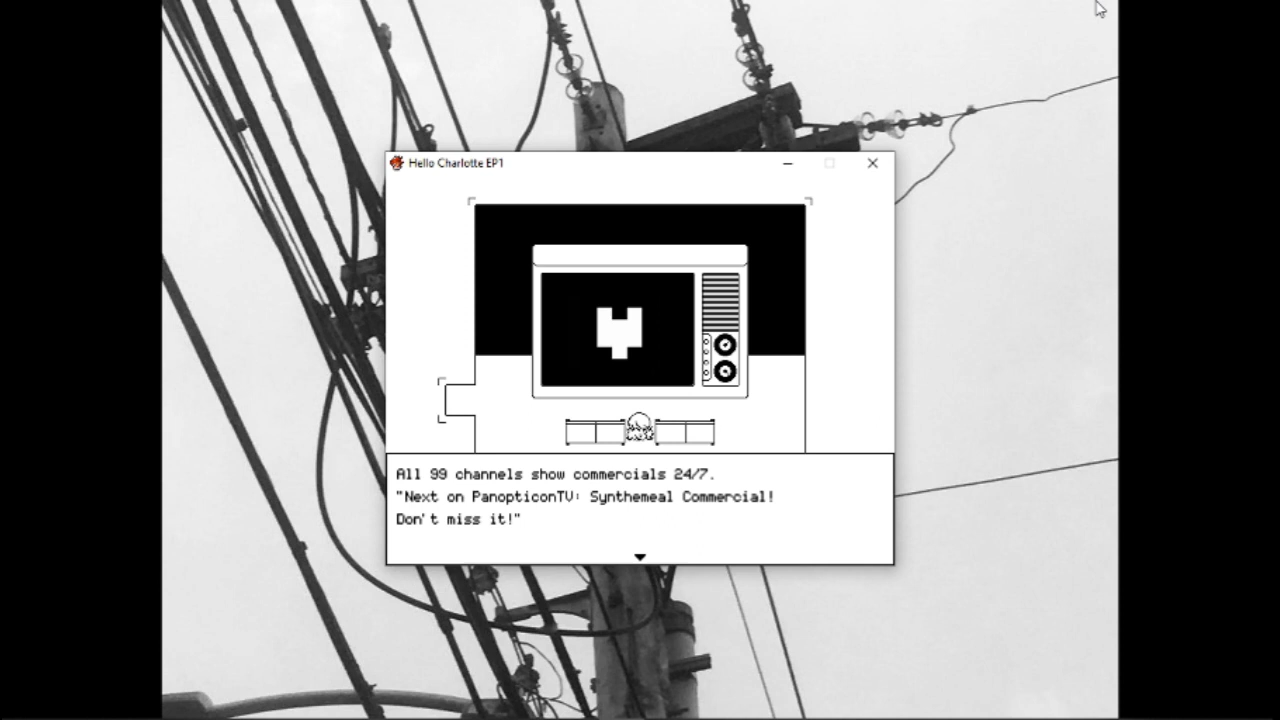 Hello Charlotte EP1
All 99 channels show commercials 24/7.
"Next on PanopticonTV: Synthemeal Commercial!
Don't miss it!"